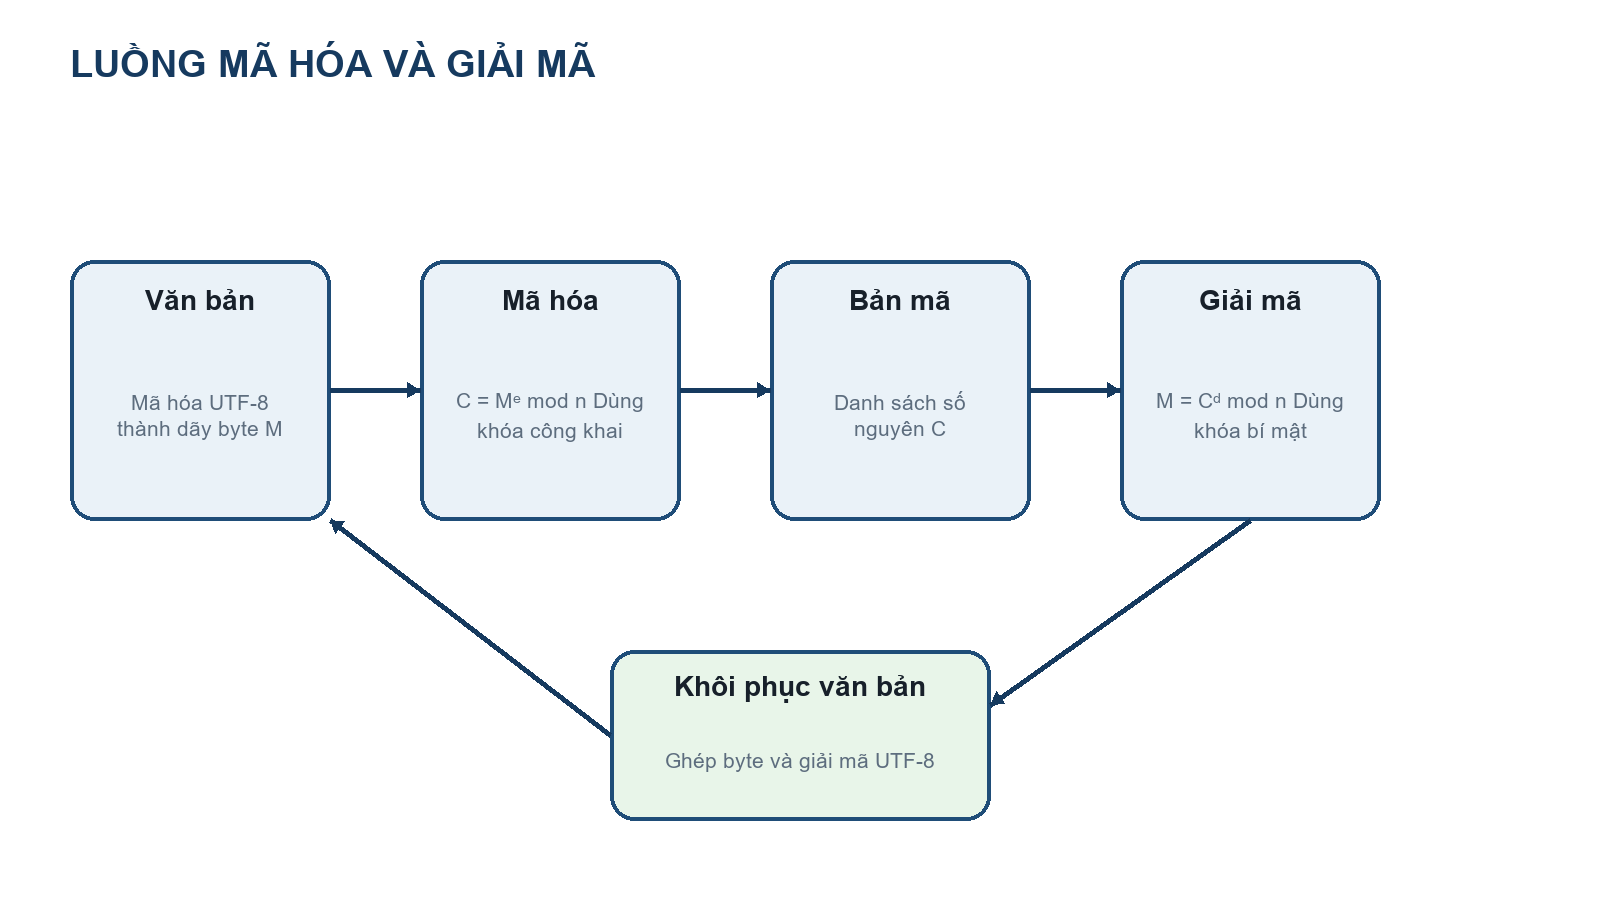 LUỒNG MÃ HÓA VÀ GIẢI MÃ
Văn bản
Mã hóa UTF-8
thành dãy byte M
Mã hóa
C = Mᵉ mod n Dùng
khóa công khai
Bản mã
Danh sách số
nguyên C
Giải mã
M = Cᵈ mod n Dùng
khóa bí mật
Khôi phục văn bản
Ghép byte và giải mã UTF-8